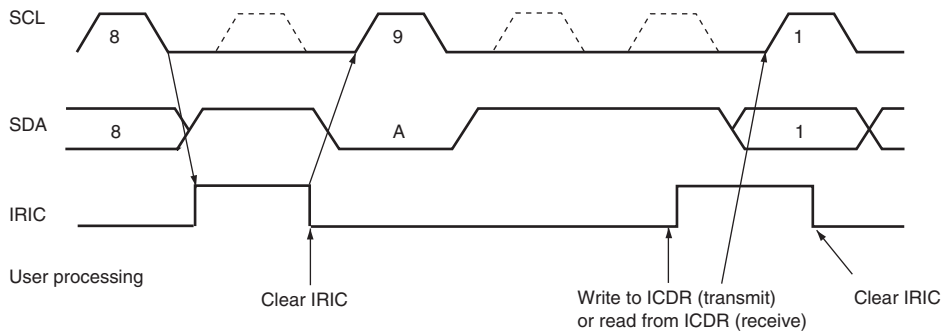 SCL
8
9
1
SDA
8
A
1
IRIC
User processing
Clear IRIC
Write to ICDR (transmit)
or read from ICDR (receive)
Clear IRIC